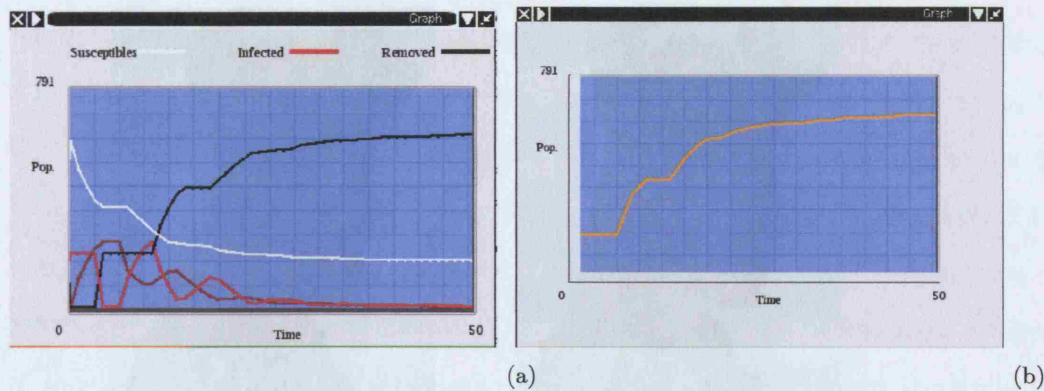 Graph
Susceptibles Infected Removed
791
Pop.
0 50
Time
(a)
Graph
791
Pop.
0 50
Time
(b)